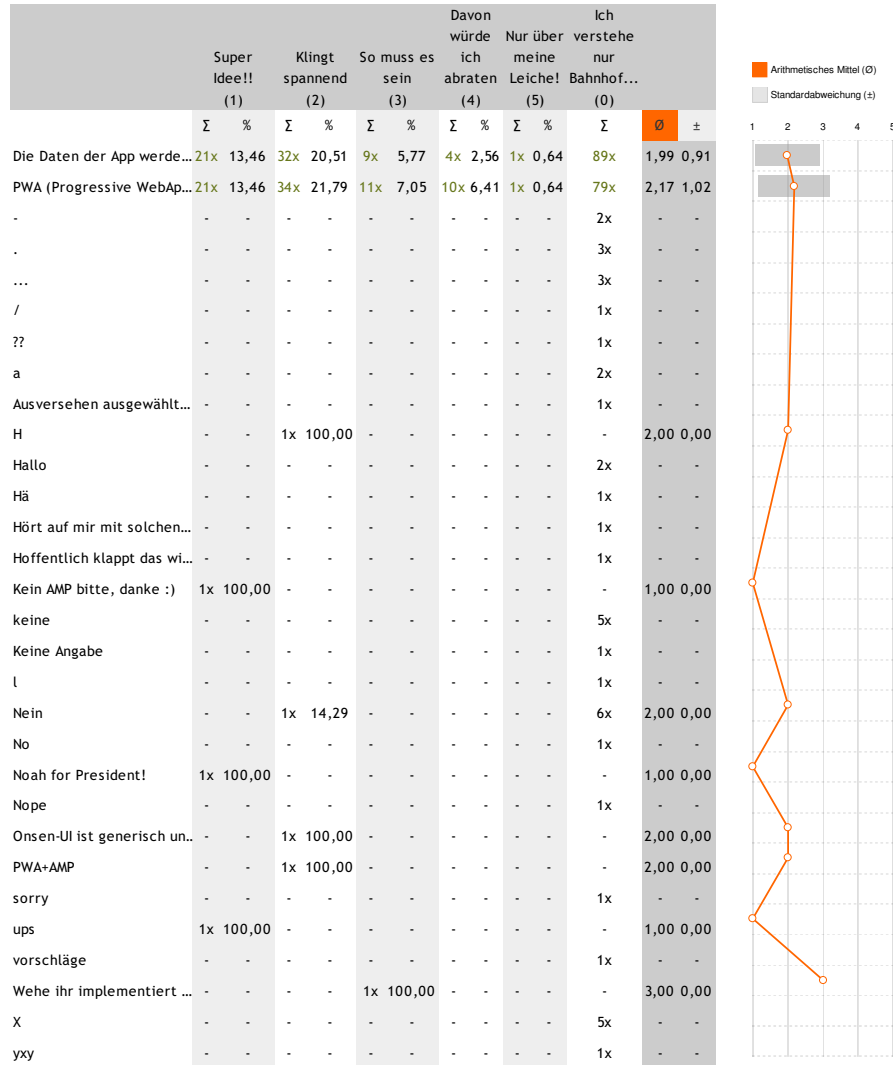 Super Idee!! (1) Klingt spannend (2) So muss es sein (3) Davon würde ich abraten (4) Nur über meine Leiche! (5) Ich verstehe nur Bahnhof... (0)
Arithmetisches Mittel (Ø)
Standardabweichung (±)
Σ % Σ % Σ % Σ % Σ % Σ Ø ± 1 2 3 4 5
Die Daten der App werde... 21x 13,46 32x 20,51 9x 5,77 4x 2,56 1x 0,64 89x 1,99 0,91
PWA (Progressive WebAp... 21x 13,46 34x 21,79 11x 7,05 10x 6,41 1x 0,64 79x 2,17 1,02
- - - - - - - - - - - 2x - -
. - - - - - - - - - - 3x - -
... - - - - - - - - - - 3x - -
/ - - - - - - - - - - 1x - -
?? - - - - - - - - - - 1x - -
a - - - - - - - - - - 2x - -
Ausversehen ausgewählt... - - - - - - - - - - 1x - -
H - - 1x 100,00 - - - - - - - 2,00 0,00
Hallo - - - - - - - - - - 2x - -
Hä - - - - - - - - - - 1x - -
Hört auf mir mit solchen... - - - - - - - - - - 1x - -
Hoffentlich klappt das wi... - - - - - - - - - - 1x - -
Kein AMP bitte, danke :) 1x 100,00 - - - - - - - - - 1,00 0,00
keine - - - - - - - - - - 5x - -
Keine Angabe - - - - - - - - - - 1x - -
l - - - - - - - - - - 1x - -
Nein - - 1x 14,29 - - - - - - 6x 2,00 0,00
No - - - - - - - - - - 1x - -
Noah for President! 1x 100,00 - - - - - - - - - 1,00 0,00
Nope - - - - - - - - - - 1x - -
Onsen-UI ist generisch un... - - 1x 100,00 - - - - - - - 2,00 0,00
PWA+AMP - - 1x 100,00 - - - - - - - 2,00 0,00
sorry - - - - - - - - - - 1x - -
ups 1x 100,00 - - - - - - - - - 1,00 0,00
vorschläge - - - - - - - - - - 1x - -
Wehe ihr implementiert ... - - - - 1x 100,00 - - - - - 3,00 0,00
X - - - - - - - - - - 5x - -
yxy - - - - - - - - - - 1x - -